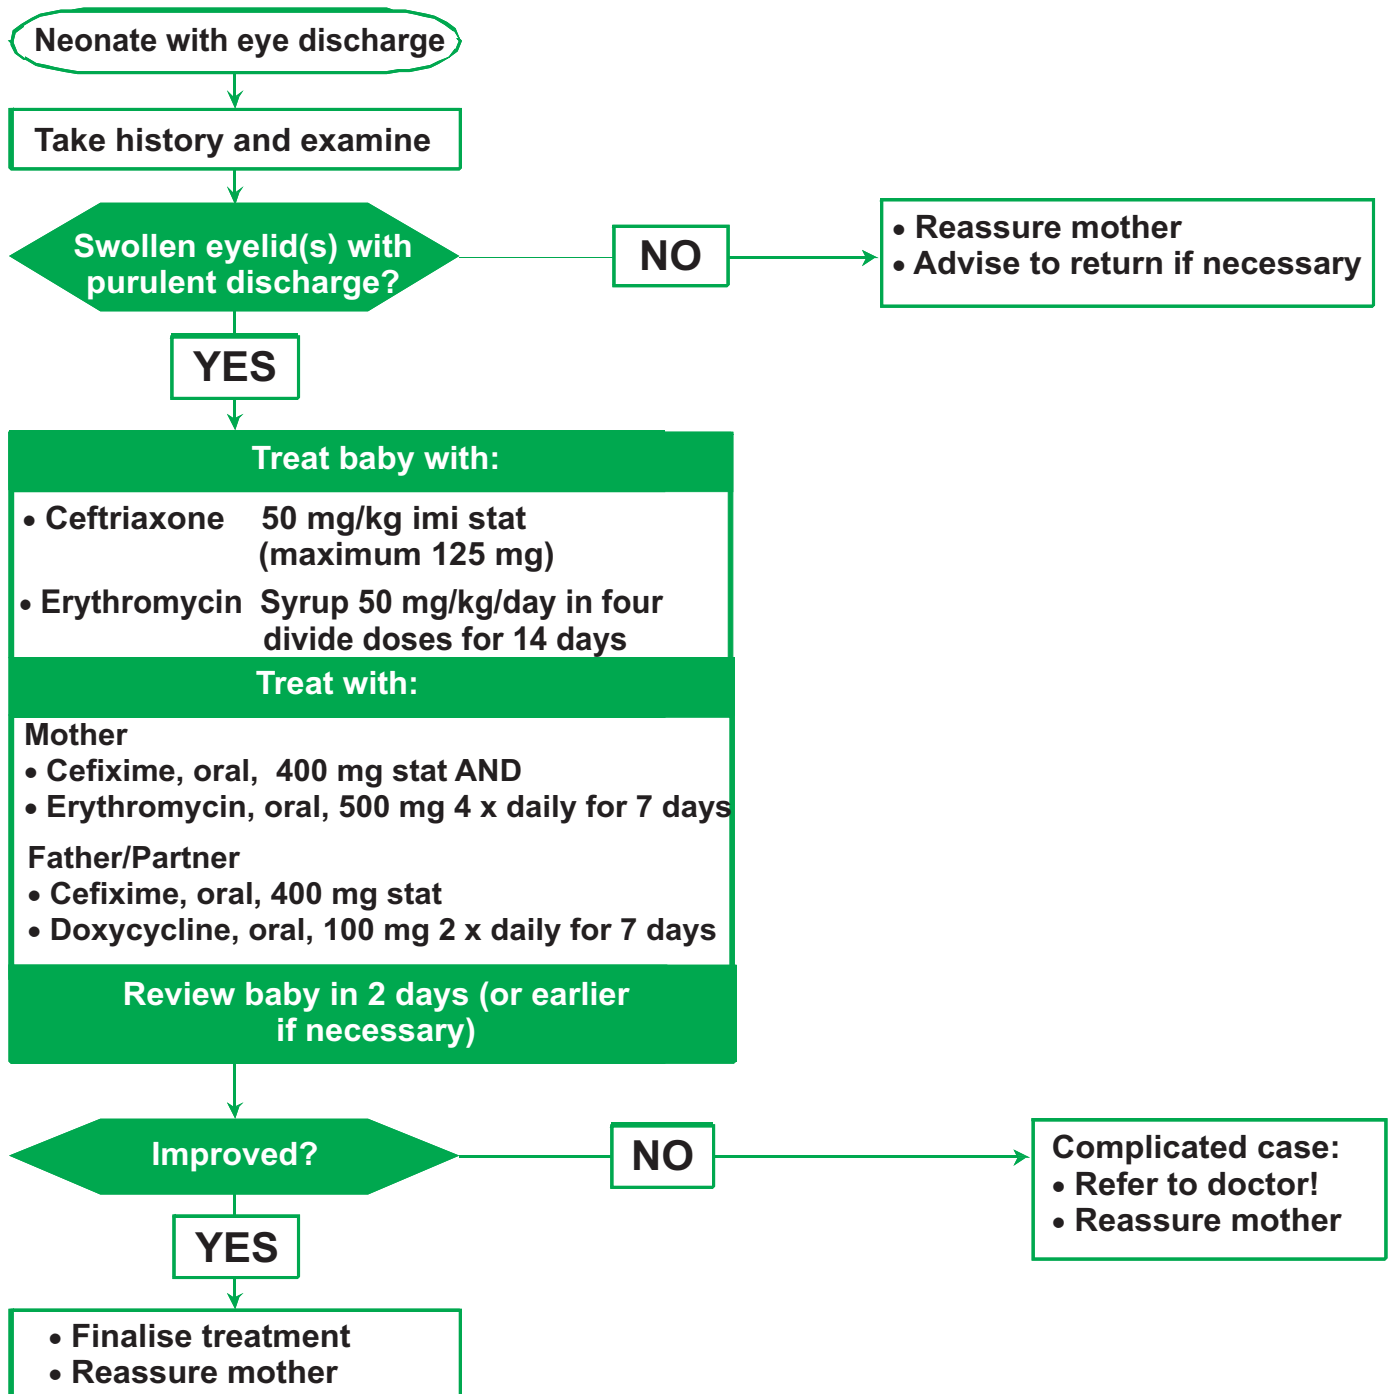 Neonate with eye discharge
Take history and examine
Swollen eyelid(s) with
purulent discharge?
NO
• Reassure mother
• Advise to return if necessary
YES
Treat baby with:
• Ceftriaxone 50 mg/kg imi stat
(maximum 125 mg)
• Erythromycin Syrup 50 mg/kg/day in four
divide doses for 14 days
Treat with:
Mother
• Cefixime, oral, 400 mg stat AND
• Erythromycin, oral, 500 mg 4 x daily for 7 days
Father/Partner
• Cefixime, oral, 400 mg stat
• Doxycycline, oral, 100 mg 2 x daily for 7 days
Review baby in 2 days (or earlier
if necessary)
Improved?
NO
Complicated case:
• Refer to doctor!
• Reassure mother
YES
• Finalise treatment
• Reassure mother